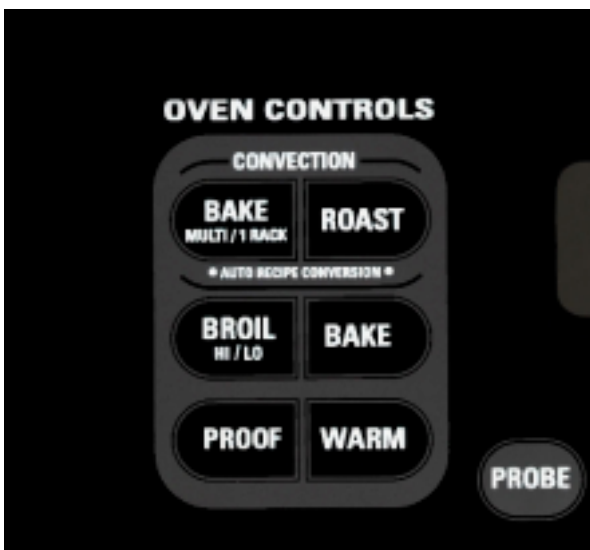 OVEN CONTROLS
CONVECTION
BAKE
MULTI / 1 RACK
ROAST
• AUTO RECIPE CONVERSION •
BROIL
HI / LO
BAKE
PROOF
WARM
PROBE